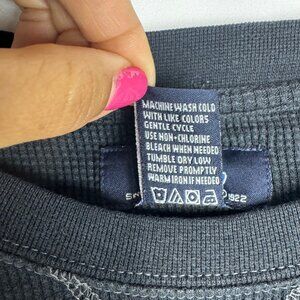 MACHINE WASH COLD
WITH LIKE COLORS
GENTLE CYCLE
USE NON-CHLORINE
BLEACH WHEN NEEDED
TUMBLE DRY LOW
REMOVE PROMPTLY
WARM IRON IF NEEDED
1922